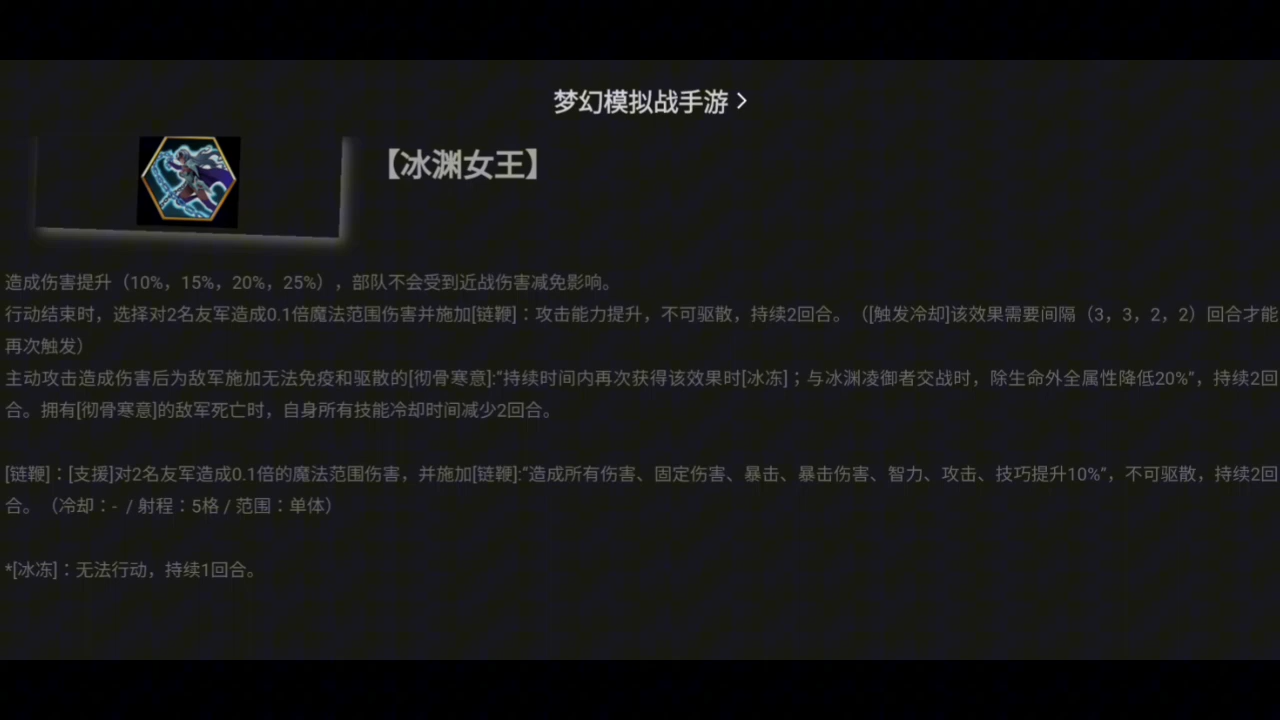 梦幻模拟战手游 >
【冰渊女王】
造成伤害提升（10%，15%，20%，25%），部队不会受到近战伤害减免影响。
行动结束时，选择对2名友军造成0.1倍魔法范围伤害并施加[链鞭]：攻击能力提升，不可驱散，持续2回合。（[触发冷却]该效果需要间隔（3，3，2，2）回合才能
再次触发）
主动攻击造成伤害后为敌军施加无法免疫和驱散的[彻骨寒意]:“持续时间内再次获得该效果时[冰冻]；与冰渊凌御者交战时，除生命外全属性降低20%”，持续2回
合。拥有[彻骨寒意]的敌军死亡时，自身所有技能冷却时间减少2回合。
[链鞭]：[支援]对2名友军造成0.1倍的魔法范围伤害，并施加[链鞭]:“造成所有伤害、固定伤害、暴击、暴击伤害、智力、攻击、技巧提升10%”，不可驱散，持续2回
合。（冷却：- / 射程：5格 / 范围：单体）
*[冰冻]：无法行动，持续1回合。